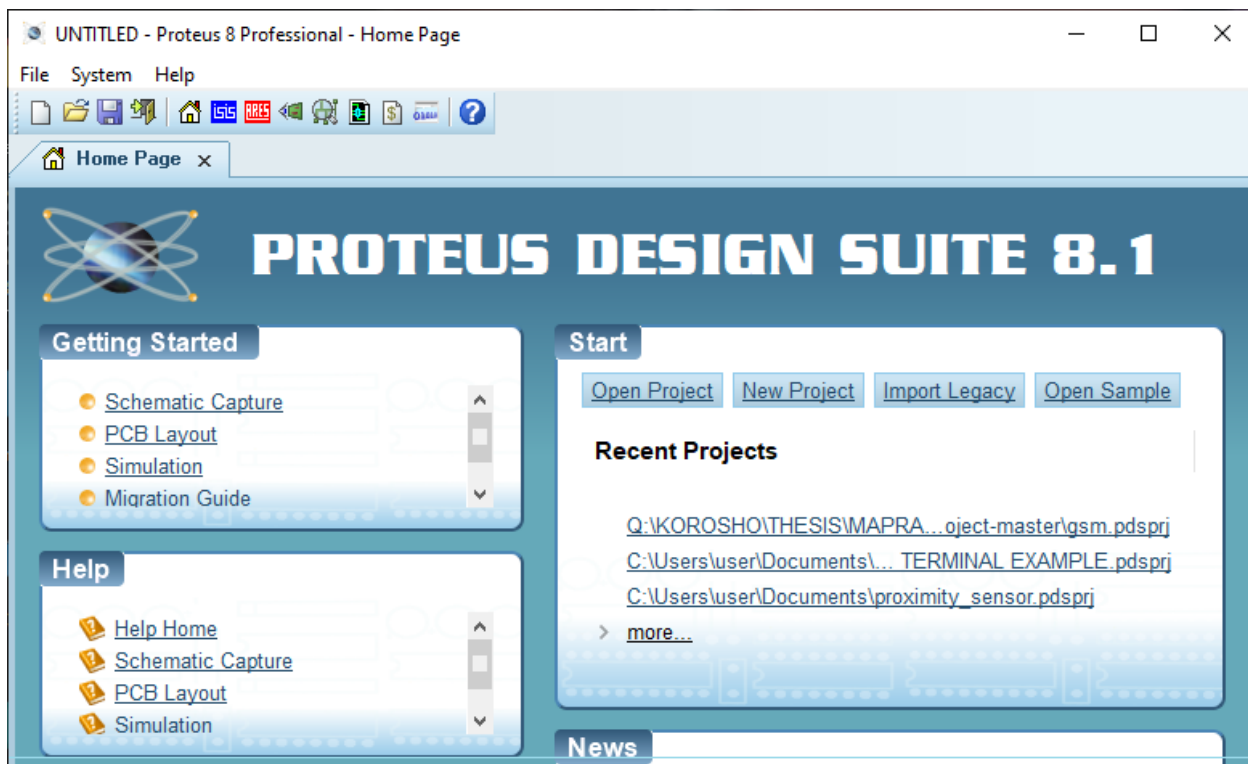 UNTITLED - Proteus 8 Professional - Home Page
File System Help
isis ARES $ ?
Home Page x
PROTEUS DESIGN SUITE 8.1
Getting Started
Schematic Capture
PCB Layout
Simulation
Migration Guide
Start
Open Project New Project Import Legacy Open Sample
Recent Projects
Q:\KOROSHO\THESIS\MAPRA...oject-master\gsm.pdsprj
C:\Users\user\Documents\... TERMINAL EXAMPLE.pdsprj
C:\Users\user\Documents\proximity_sensor.pdsprj
more...
Help
Help Home
Schematic Capture
PCB Layout
Simulation
News